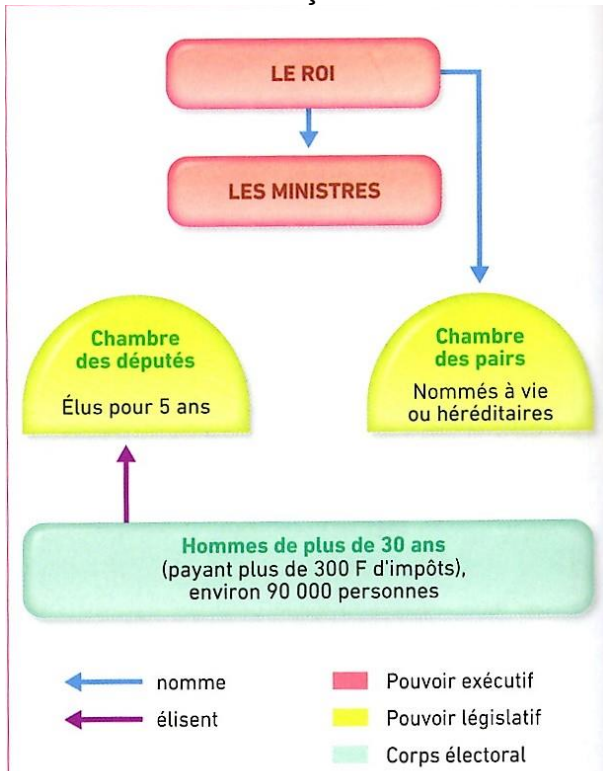 LE ROI
LES MINISTRES
Chambre
des députés
Élus pour 5 ans
Chambre
des pairs
Nommés à vie
ou héréditaires
Hommes de plus de 30 ans
(payant plus de 300 F d'impôts),
environ 90 000 personnes
nomme
élisent
Pouvoir exécutif
Pouvoir législatif
Corps électoral